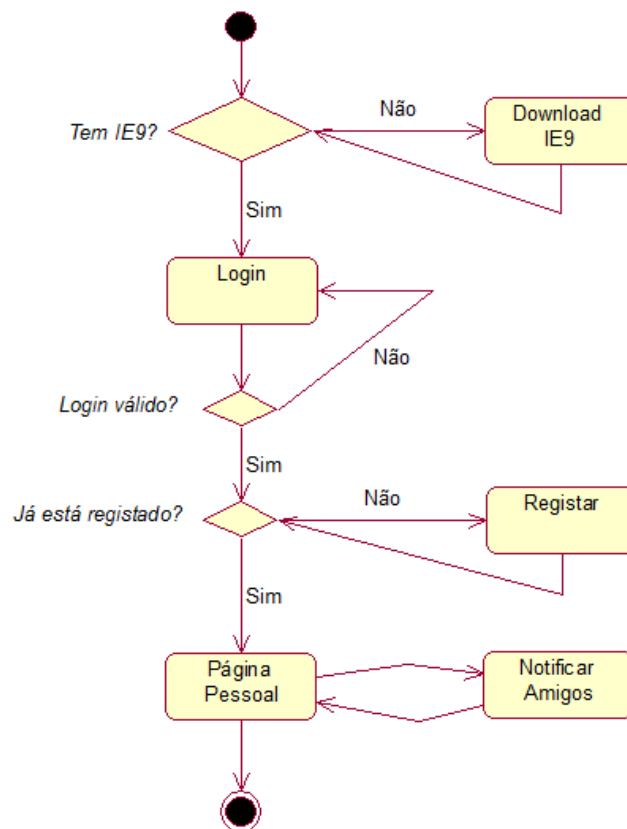 Tem IE9?
Não
Download
IE9
Sim
Login
Não
Login válido?
Sim
Já está registado?
Não
Registar
Sim
Página
Pessoal
Notificar
Amigos